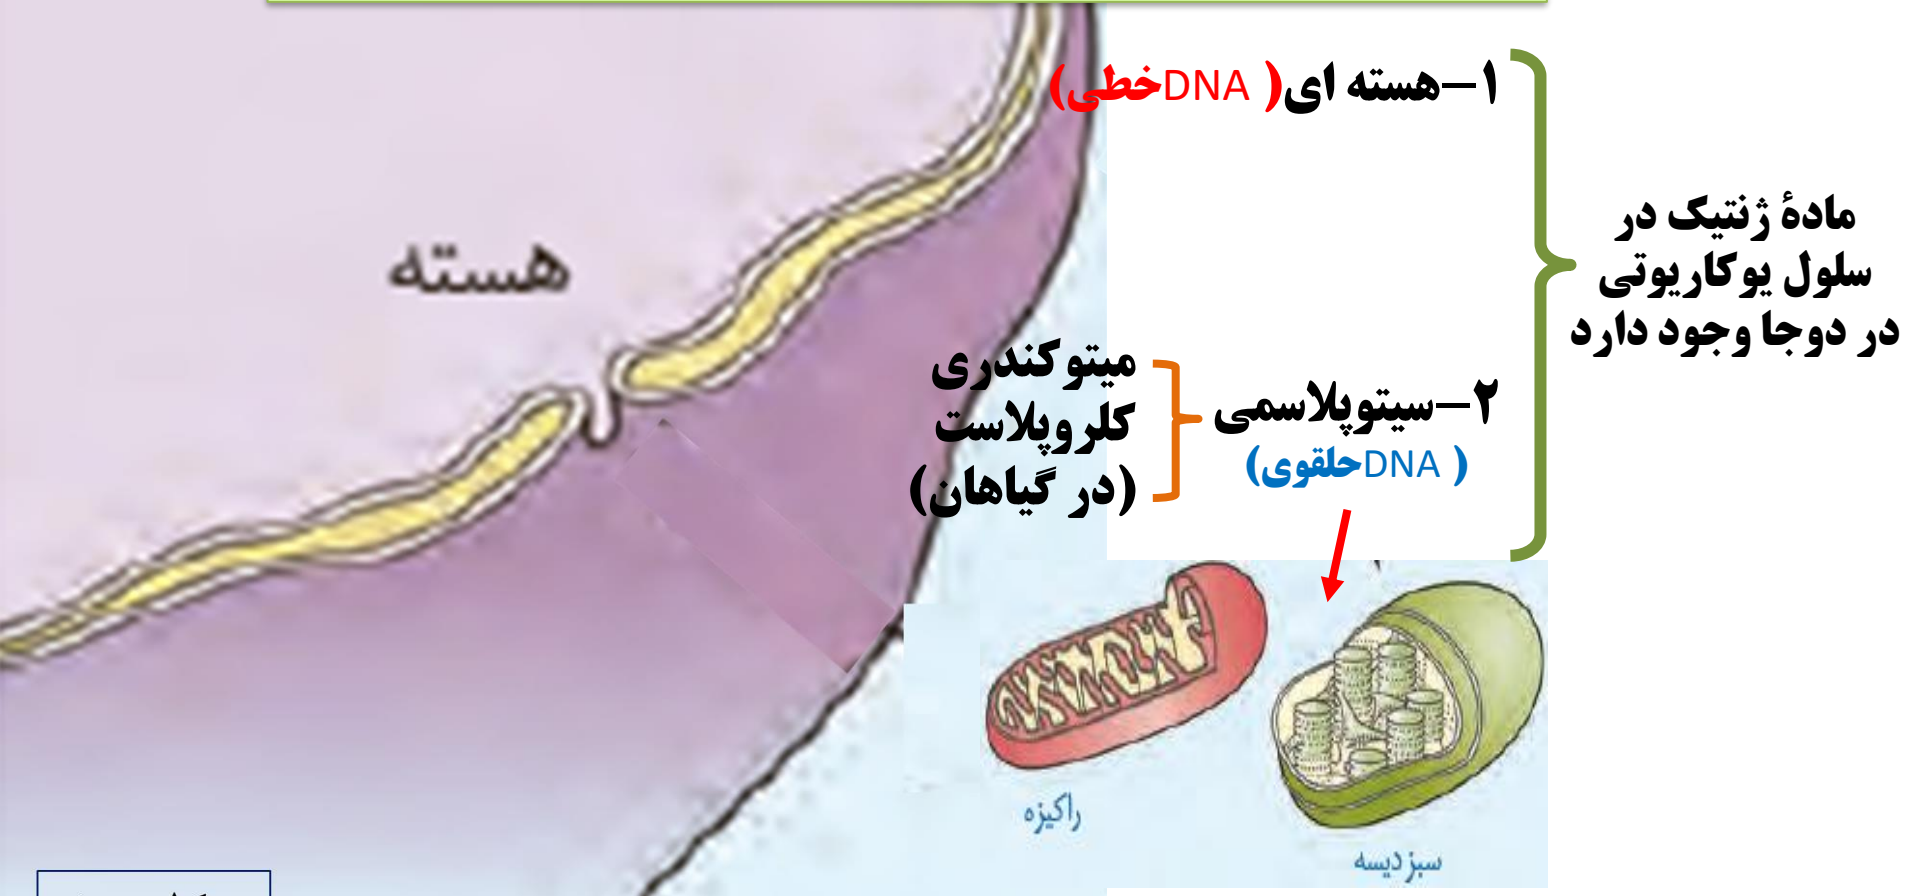 مادهٔ ژنتیک در
سلول یوکاریوتی
در دوجا وجود دارد
۱-هسته ای( DNAخطی)
۲-سیتوپلاسمی
( DNAحلقوی)
میتوکندری
کلروپلاست
(در گیاهان)
هسته
راکیزه
سبزدیسه